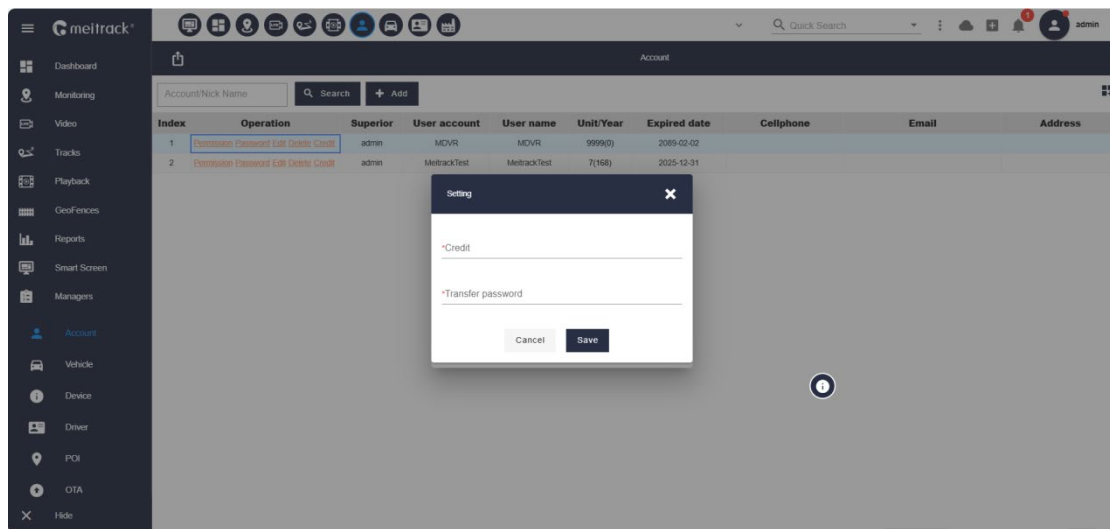 meitrack®
Quick Search
1
admin
Dashboard
Account
Monitoring
Account/Nick Name
Search
Add
Video
Index Operation Superior User account User name Unit/Year Expired date Cellphone Email Address
1 Permission Password Edit Delete Credit admin MDVR MDVR 9999(0) 2089-02-02
2 Permission Password Edit Delete Credit admin MeitrackTest MeitrackTest 7(168) 2025-12-31
Tracks
Playback
GeoFences
Reports
Smart Screen
Managers
Account
Vehicle
Device
Driver
POI
OTA
Hide
Setting
*Credit
*Transfer password
Cancel Save